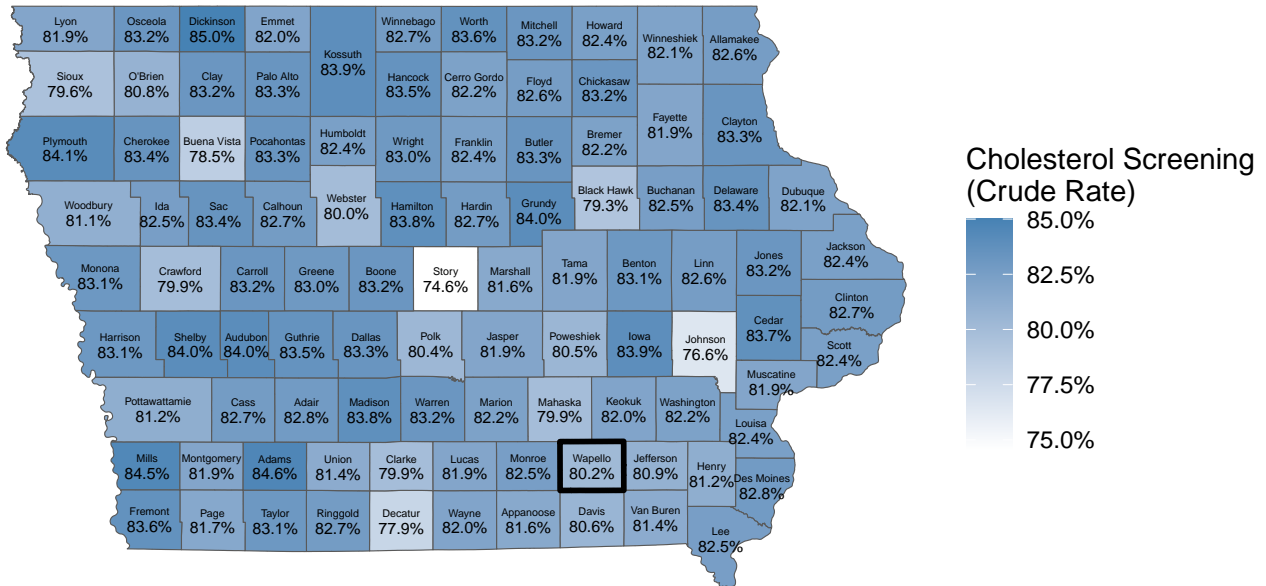 Lyon
81.9%
Osceola
83.2%
Dickinson
85.0%
Emmet
82.0%
Kossuth
83.9%
Winnebago
82.7%
Worth
83.6%
Mitchell
83.2%
Howard
82.4%
Winneshiek
82.1%
Allamakee
82.6%
Sioux
79.6%
O'Brien
80.8%
Clay
83.2%
Palo Alto
83.3%
Hancock
83.5%
Cerro Gordo
82.2%
Floyd
82.6%
Chickasaw
83.2%
Fayette
81.9%
Clayton
83.3%
Plymouth
84.1%
Cherokee
83.4%
Buena Vista
78.5%
Pocahontas
83.3%
Humboldt
82.4%
Wright
83.0%
Franklin
82.4%
Butler
83.3%
Bremer
82.2%
Woodbury
81.1%
Ida
82.5%
Sac
83.4%
Calhoun
82.7%
Webster
80.0%
Hamilton
83.8%
Hardin
82.7%
Grundy
84.0%
Black Hawk
79.3%
Buchanan
82.5%
Delaware
83.4%
Dubuque
82.1%
Monona
83.1%
Crawford
79.9%
Carroll
83.2%
Greene
83.0%
Boone
83.2%
Story
74.6%
Marshall
81.6%
Tama
81.9%
Benton
83.1%
Linn
82.6%
Jones
83.2%
Jackson
82.4%
Clinton
82.7%
Harrison
83.1%
Shelby
84.0%
Audubon
84.0%
Guthrie
83.5%
Dallas
83.3%
Polk
80.4%
Jasper
81.9%
Poweshiek
80.5%
Iowa
83.9%
Johnson
76.6%
Cedar
83.7%
Scott
82.4%
Muscatine
81.9%
Pottawattamie
81.2%
Cass
82.7%
Adair
82.8%
Madison
83.8%
Warren
83.2%
Marion
82.2%
Mahaska
79.9%
Keokuk
82.0%
Washington
82.2%
Louisa
82.4%
Mills
84.5%
Montgomery
81.9%
Adams
84.6%
Union
81.4%
Clarke
79.9%
Lucas
81.9%
Monroe
82.5%
Wapello
80.2%
Jefferson
80.9%
Henry
81.2%
Des Moines
82.8%
Fremont
83.6%
Page
81.7%
Taylor
83.1%
Ringgold
82.7%
Decatur
77.9%
Wayne
82.0%
Appanoose
81.6%
Davis
80.6%
Van Buren
81.4%
Lee
82.5%
Cholesterol Screening
(Crude Rate)
85.0%
82.5%
80.0%
77.5%
75.0%